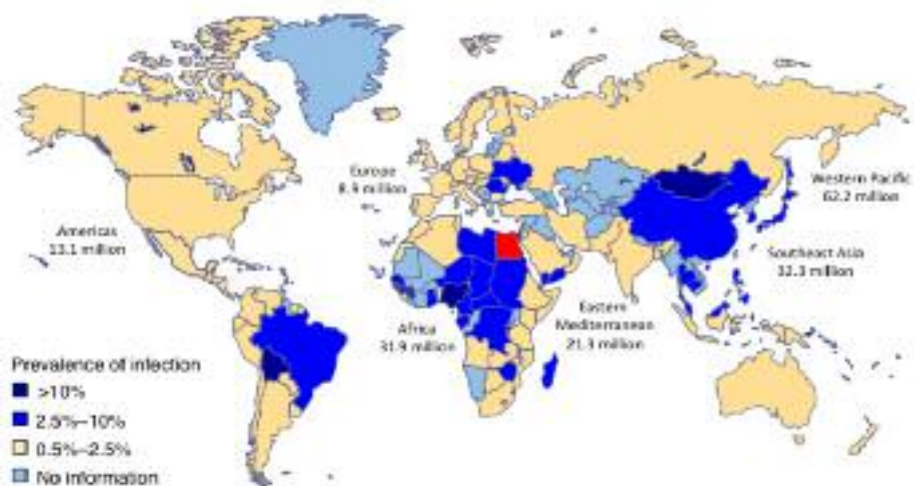 Europe
8.9 million
Western Pacific
62.2 million
Americas
13.1 million
Southeast Asia
32.3 million
Eastern
Mediterranean
21.3 million
Africa
31.9 million
Prevalence of infection
>10%
2.5%–10%
0.5%–2.5%
No information